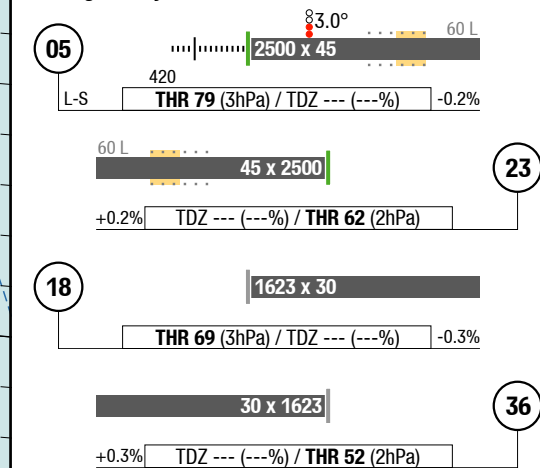 3.0°
60 L
05
2500 x 45
420
L-S
THR 79 (3hPa) / TDZ --- (---%)
-0.2%
60 L
45 x 2500
23
+0.2%
TDZ --- (---%) / THR 62 (2hPa)
18
1623 x 30
THR 69 (3hPa) / TDZ --- (---%)
-0.3%
30 x 1623
36
+0.3%
TDZ --- (---%) / THR 52 (2hPa)